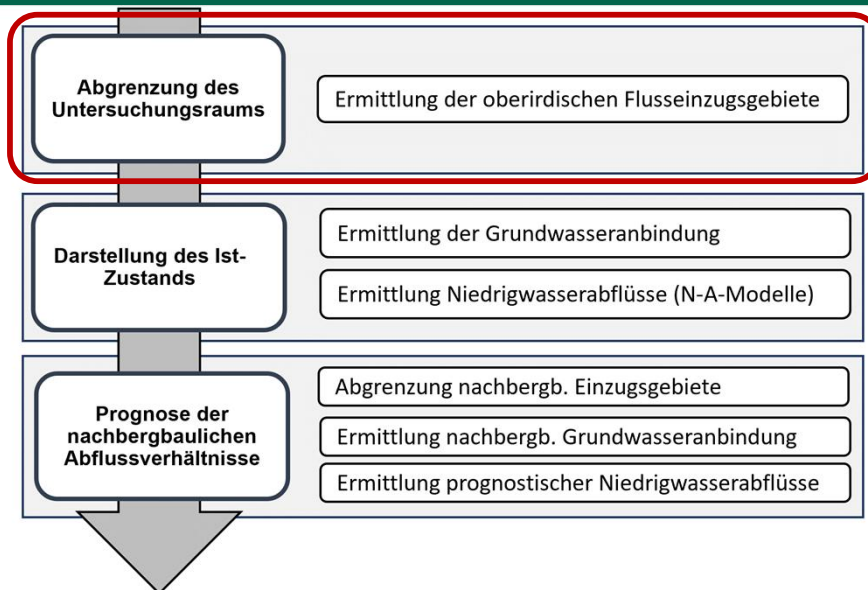 Abgrenzung des
Untersuchungsraums
Ermittlung der oberirdischen Flusseinzugsgebiete
Darstellung des Ist-
Zustands
Ermittlung der Grundwasseranbindung
Ermittlung Niedrigwasserabflüsse (N-A-Modelle)
Prognose der
nachbergbaulichen
Abflussverhältnisse
Abgrenzung nachbergb. Einzugsgebiete
Ermittlung nachbergb. Grundwasseranbindung
Ermittlung prognostischer Niedrigwasserabflüsse